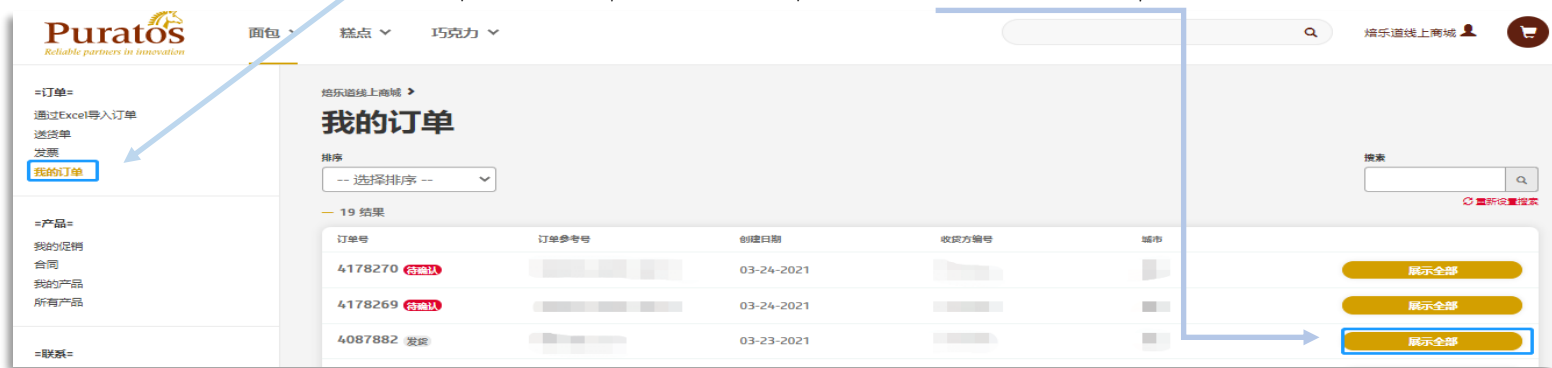 Puratos
Reliable partners in innovation
面包
糕点
巧克力
焙乐道线上商城
=订单=
通过Excel导入订单
送货单
发票
我的订单
=产品=
我的促销
合同
我的产品
所有产品
=联系=
焙乐道线上商城
我的订单
排序
-- 选择排序 --
搜索
重新设置搜索
19 结果
订单号 订单参考号 创建日期 收货方编号 城市
4178270 待确认 03-24-2021 展示全部
4178269 待确认 03-24-2021 展示全部
4087882 发货 03-23-2021 展示全部